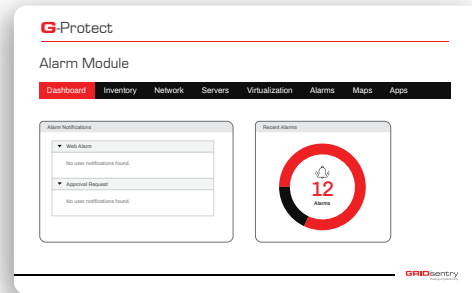 G-Protect
Alarm Module
Dashboard Inventory Network Servers Virtualization Alarms Maps Apps
Alarm Notifications
Web Alarm
No user notifications found.
Approval Request
No user notifications found.
Recent Alarms
12
Alarms
GRIDsentry